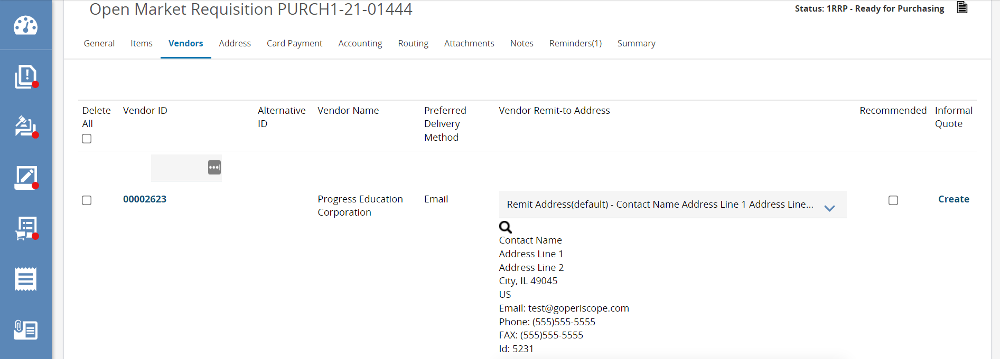 Open Market Requisition PURCH1-21-01444
Status: 1RRP - Ready for Purchasing
General Items Vendors Address Card Payment Accounting Routing Attachments Notes Reminders(1) Summary
Delete All
Vendor ID
Alternative ID
Vendor Name
Preferred Delivery Method
Vendor Remit-to Address
Recommended
Informal Quote
00002623
Progress Education
Corporation
Email
Remit Address(default) - Contact Name Address Line 1 Address Line...
Create
Contact Name
Address Line 1
Address Line 2
City, IL 49045
US
Email: test@goperiscope.com
Phone: (555)555-5555
FAX: (555)555-5555
Id: 5231